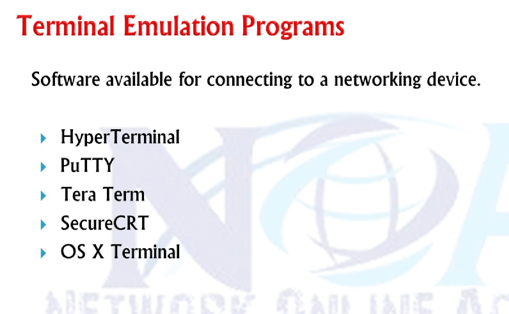 Terminal Emulation Programs
Software available for connecting to a networking device.
HyperTerminal
PuTTY
Tera Term
SecureCRT
OS X Terminal